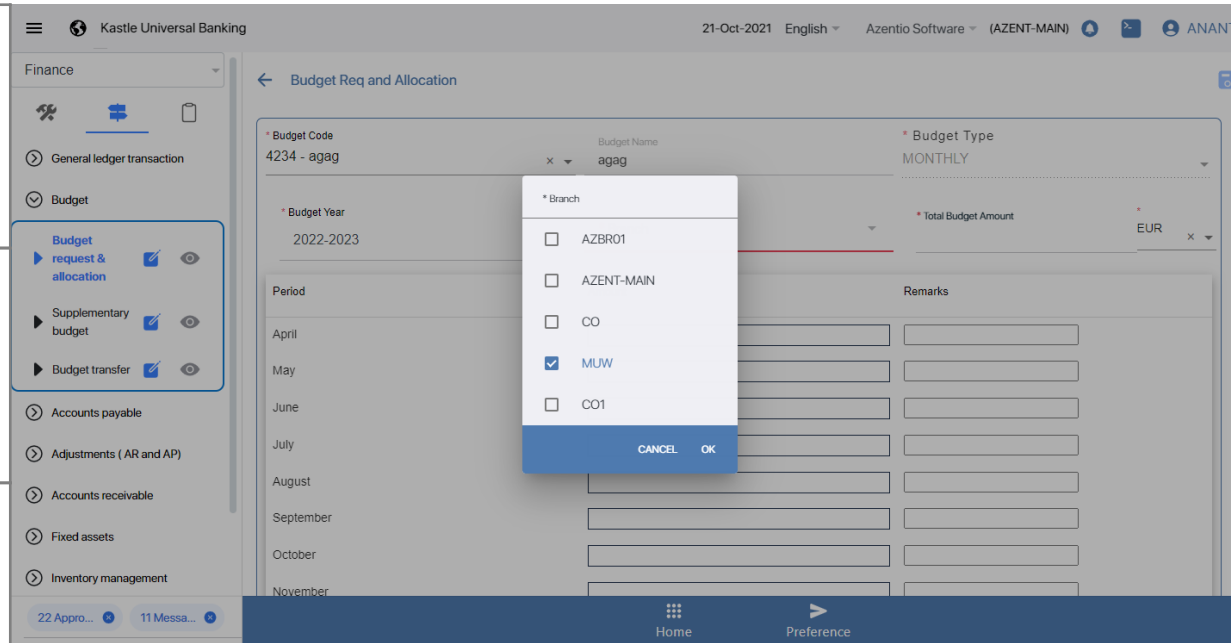 Kastle Universal Banking
21-Oct-2021 English Azentio Software (AZENT-MAIN) ANANT
Finance
Budget Req and Allocation
General ledger transaction
Budget
Budget request & allocation
Supplementary budget
Budget transfer
Accounts payable
Adjustments ( AR and AP)
Accounts receivable
Fixed assets
Inventory management
22 Appro...
11 Messa...
* Budget Code
4234 - agag
Budget Name
agag
* Budget Type
MONTHLY
* Budget Year
2022-2023
* Total Budget Amount
*
EUR
Period
Remarks
April
May
June
July
August
September
October
November
* Branch
AZBR01
AZENT-MAIN
CO
MUW
CO1
CANCEL OK
Home
Preference